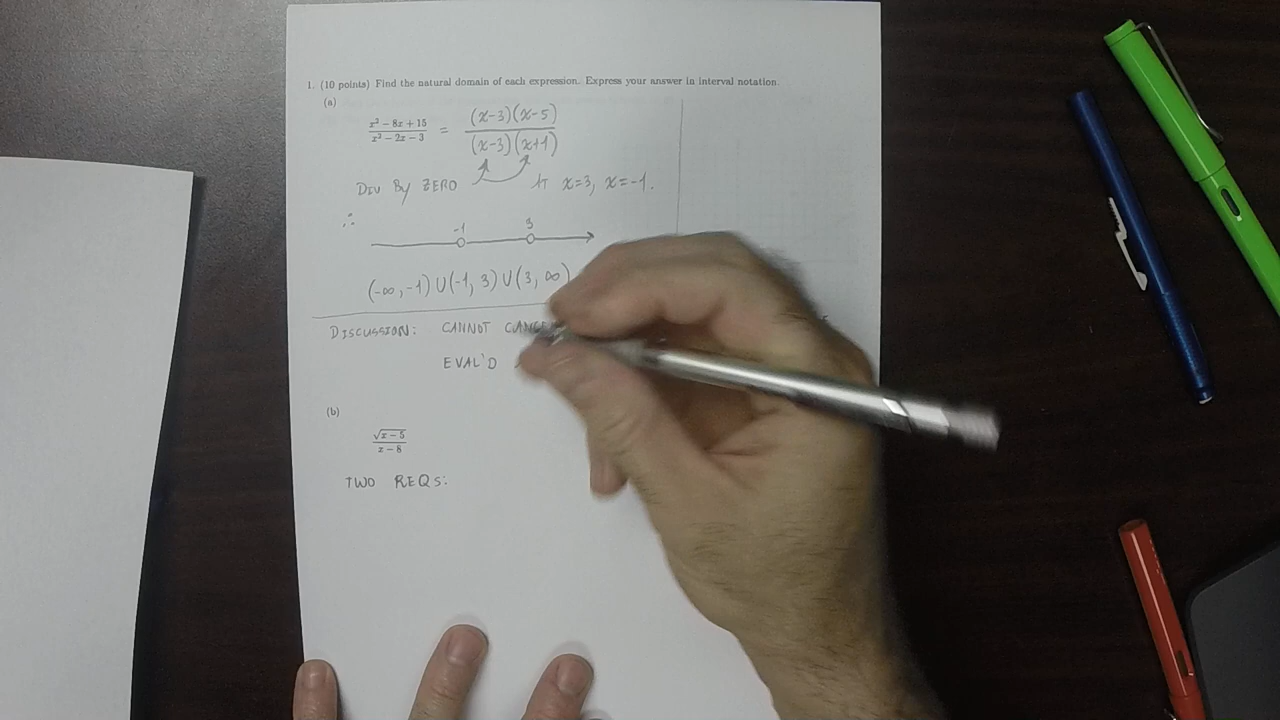 1. (10 points) Find the natural domain of each expression. Express your answer in interval notation.
(a)
x² − 8x + 15 / x² − 2x − 3 = (x-3)(x-5) / (x-3)(x+1)
DIV BY ZERO AT x=3, x=-1.
∴
-1 3
(-∞,-1) ∪ (-1, 3) ∪ (3, ∞)
DISCUSSION: CANNOT
EVAL'D
(b)
√x − 5 / x − 8
TWO REQS: